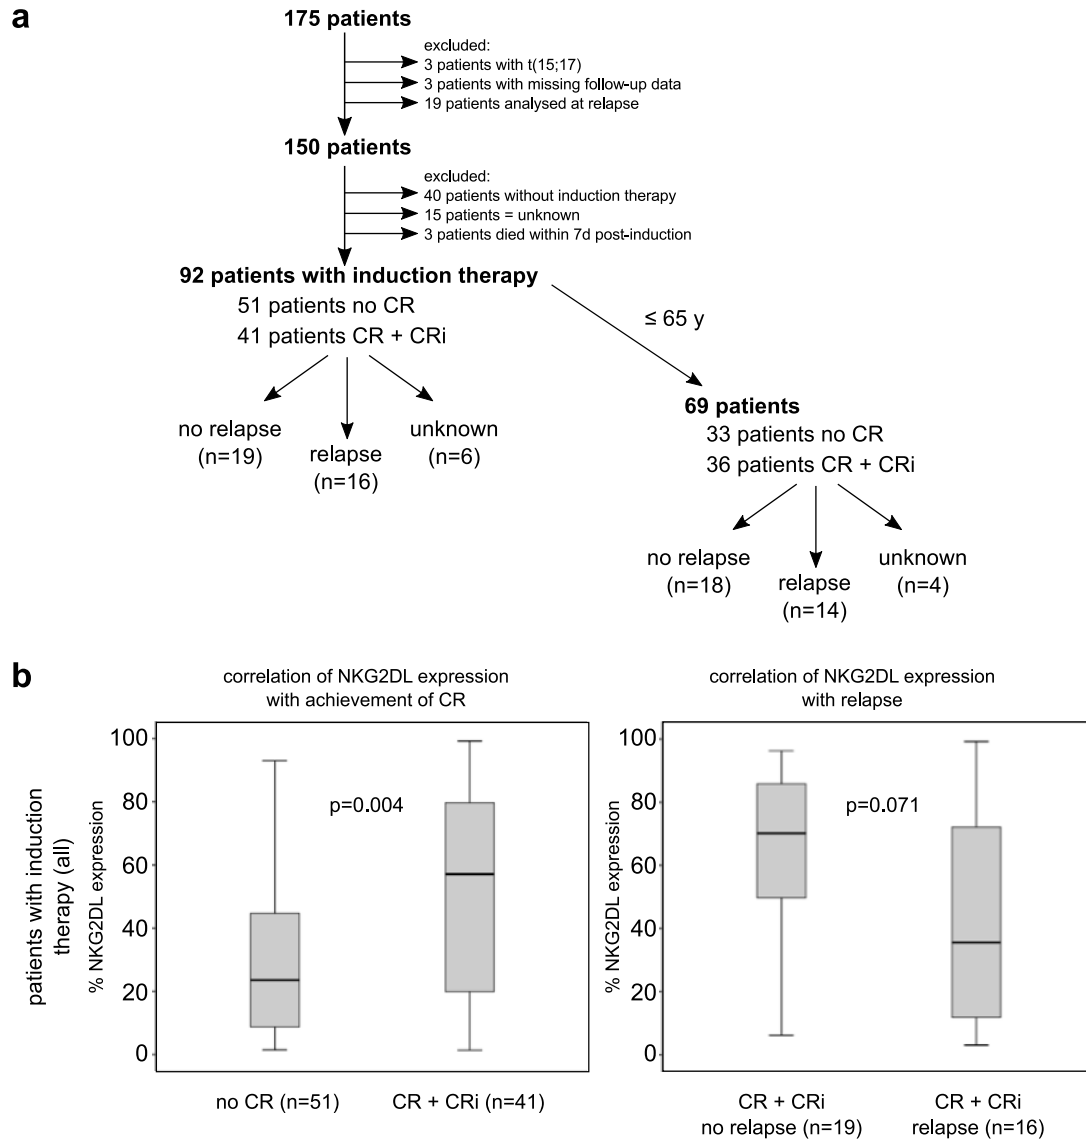 a
175 patients
excluded:
3 patients with t(15;17)
3 patients with missing follow-up data
19 patients analysed at relapse
150 patients
excluded:
40 patients without induction therapy
15 patients = unknown
3 patients died within 7d post-induction
92 patients with induction therapy
51 patients no CR
41 patients CR + CRi
≤ 65 y
no relapse
(n=19)
relapse
(n=16)
unknown
(n=6)
69 patients
33 patients no CR
36 patients CR + CRi
no relapse
(n=18)
relapse
(n=14)
unknown
(n=4)
b
correlation of NKG2DL expression
with achievement of CR
patients with induction
therapy (all)
% NKG2DL expression
100
80
60
40
20
0
p=0.004
no CR (n=51)
CR + CRi (n=41)
correlation of NKG2DL expression
with relapse
% NKG2DL expression
100
80
60
40
20
0
p=0.071
CR + CRi
no relapse (n=19)
CR + CRi
relapse (n=16)